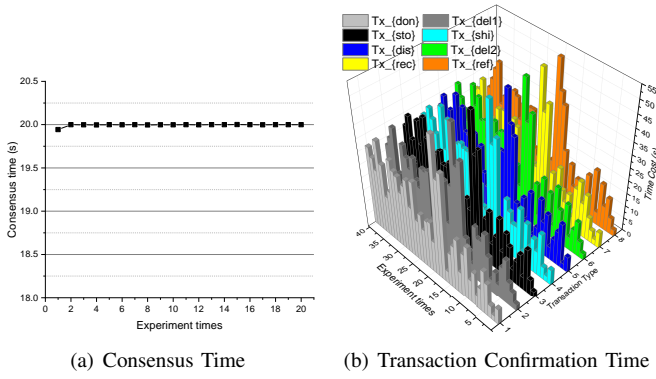 Consensus time (s)
20.5
20.0
19.5
19.0
18.5
18.0
0 2 4 6 8 10 12 14 16 18 20
Experiment times
(a) Consensus Time
Tx_{don} Tx_{del1}
Tx_{sto} Tx_{shi}
Tx_{dis} Tx_{del2}
Tx_{rec} Tx_{ref}
55
50
45
40
35
30
25
20
15
10
5
0
Time Cost (s)
40 35 30 25 20 15 10 5
Experiment times
1 2 3 4 5 6 7 8
Transaction Type
(b) Transaction Confirmation Time